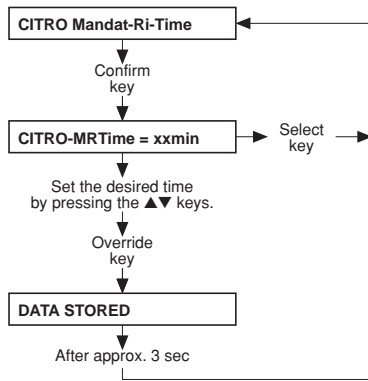 CITRO Mandat-Ri-Time
Confirm
key
CITRO-MRTime = xxmin
Select
key
Set the desired time
by pressing the ▲▼ keys.
Override
key
DATA STORED
After approx. 3 sec